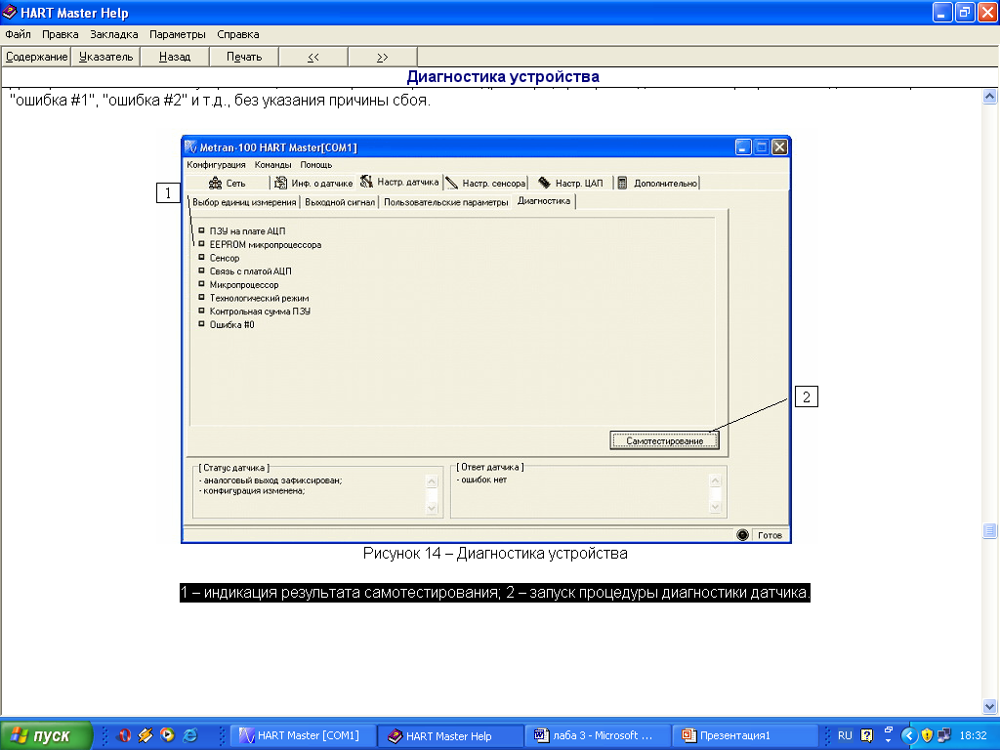 HART Master Help
Файл Правка Закладка Параметры Справка
Содержание Указатель Назад Печать << >>
Диагностика устройства
"ошибка #1", "ошибка #2" и т.д., без указания причины сбоя.
Metran-100 HART Master[COM1]
Конфигурация Команды Помощь
Сеть Инф. о датчике Настр. датчика Настр. сенсора Настр. ЦАП Дополнительно
1
Выбор единиц измерения Выходной сигнал Пользовательские параметры Диагностика
ПЗУ на плате АЦП
EEPROM микропроцессора
Сенсор
Связь с платой АЦП
Микропроцессор
Технологический режим
Контрольная сумма ПЗУ
Ошибка #0
2
Самотестирование
[ Статус датчика ]
- аналоговый выход зафиксирован;
- конфигурация изменена;
[ Ответ датчика ]
- ошибок нет
Готов
Рисунок 14 – Диагностика устройства
1 – индикация результата самотестирования; 2 – запуск процедуры диагностики датчика.
пуск HART Master [COM1] HART Master Help лаба 3 - Microsoft ... Презентация1 RU 18:32